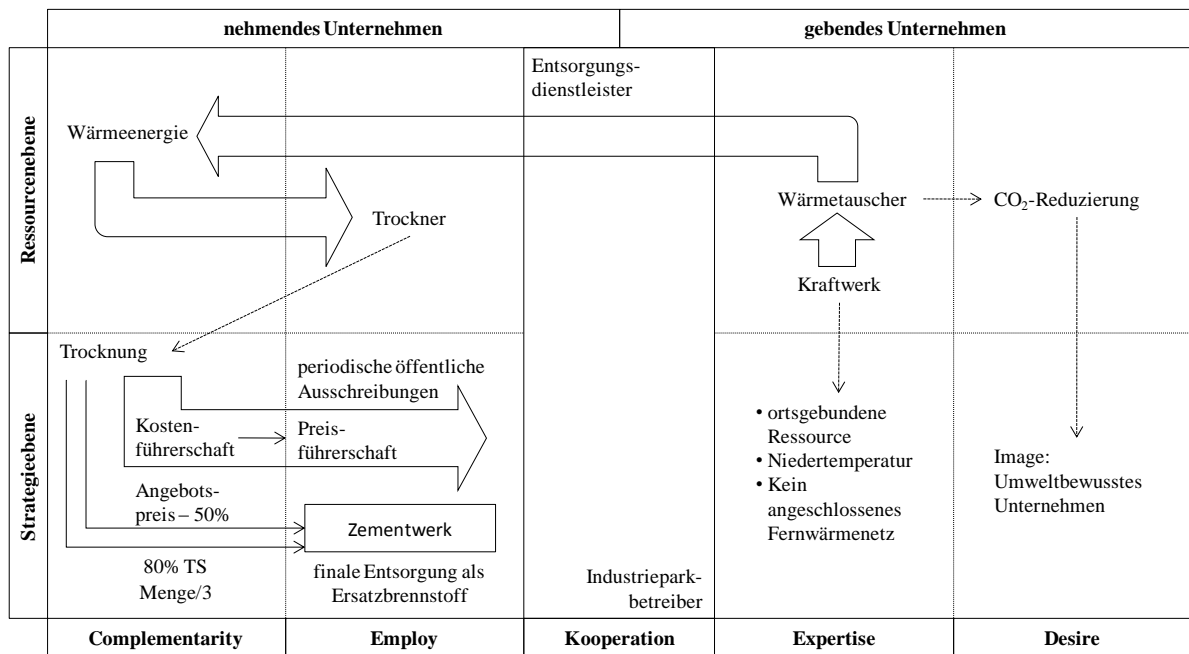 nehmendes Unternehmen
gebendes Unternehmen
Ressourcenebene
Entsorgungs-
dienstleister
Wärmeenergie
Trockner
Wärmetauscher
CO₂-Reduzierung
Kraftwerk
Strategieebene
Trocknung
periodische öffentliche
Ausschreibungen
Kosten-
führerschaft
Preis-
führerschaft
Angebots-
preis – 50%
Zementwerk
80% TS
Menge/3
finale Entsorgung als
Ersatzbrennstoff
Industriepark-
betreiber
• ortsgebundene
Ressource
• Niedertemperatur
• Kein
angeschlossenes
Fernwärmenetz
Image:
Umweltbewusstes
Unternehmen
Complementarity
Employ
Kooperation
Expertise
Desire